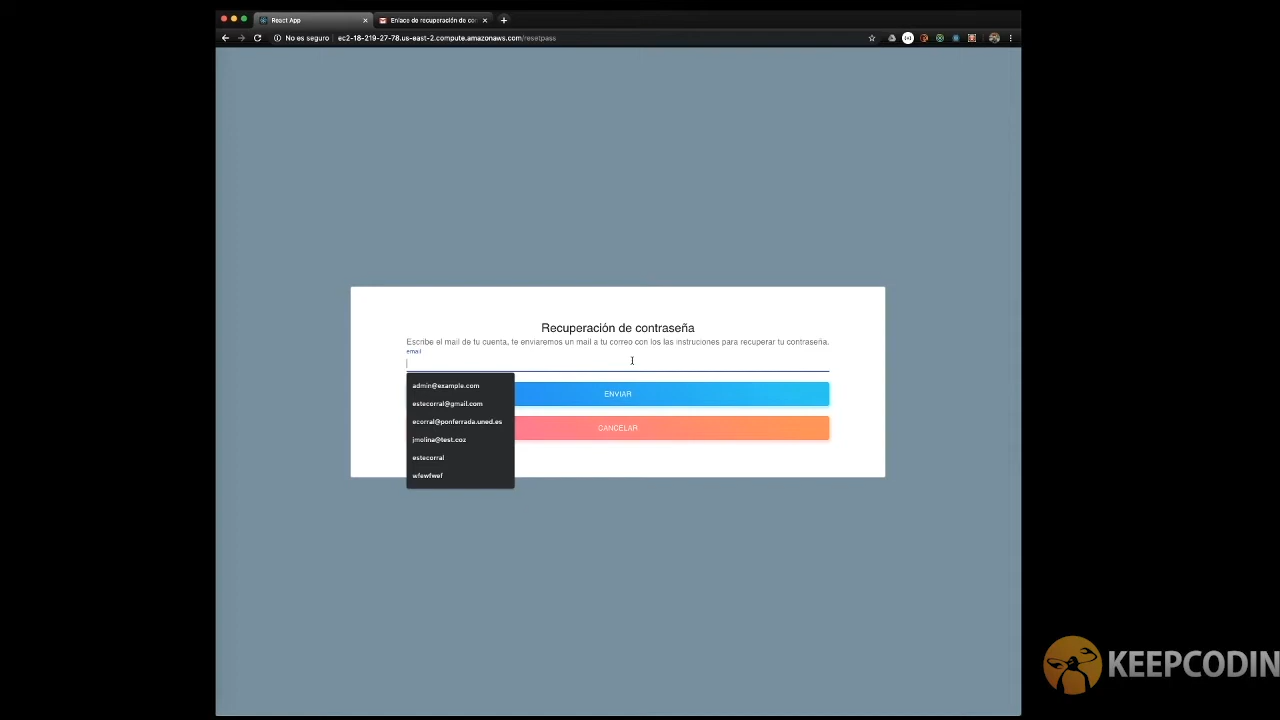 React App
Enlace de recuperación de co
No es seguro
ec2-18-219-27-78.us-east-2.compute.amazonaws.com/resetpass
Recuperación de contraseña
Escribe el mail de tu cuenta, te enviaremos un mail a tu correo con los las instruciones para recuperar tu contraseña.
email
admin@example.com
estecorral@gmail.com
ecorral@ponferrada.uned.es
jmolina@test.coz
estecorral
wfewfwef
ENVIAR
CANCELAR
KEEPCODIN